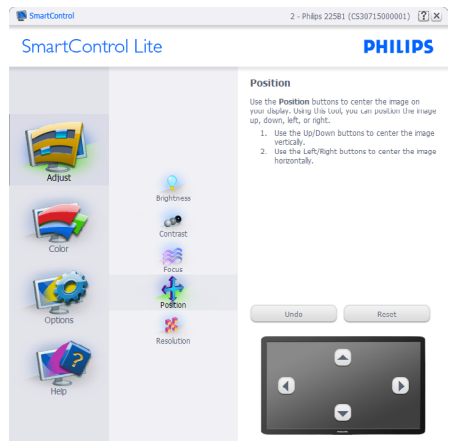 SmartControl
2 - Philips 225B1 (CS30715000001)
SmartControl Lite
PHILIPS
Adjust
Color
Options
Help
Brightness
Contrast
Focus
Position
Resolution
Position
Use the Position buttons to center the image on
your display. Using this tool, you can position the image
up, down, left, or right.
1. Use the Up/Down buttons to center the image
vertically.
2. Use the Left/Right buttons to center the image
horizontally.
Undo
Reset